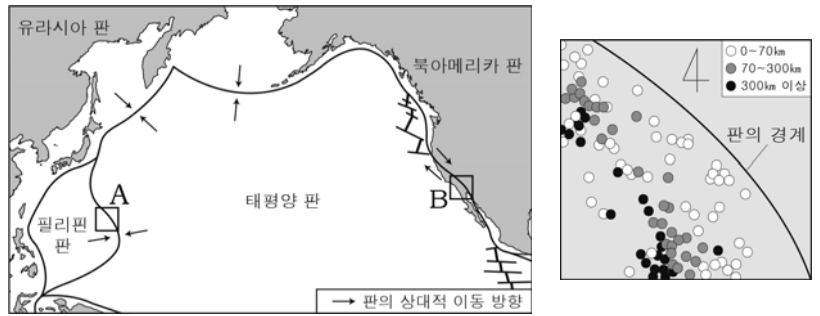 유라시아 판
북아메리카 판
A
B
필리핀
판
태평양 판
→ 판의 상대적 이동 방향
0~70㎞
70~300㎞
300㎞ 이상
판의 경계